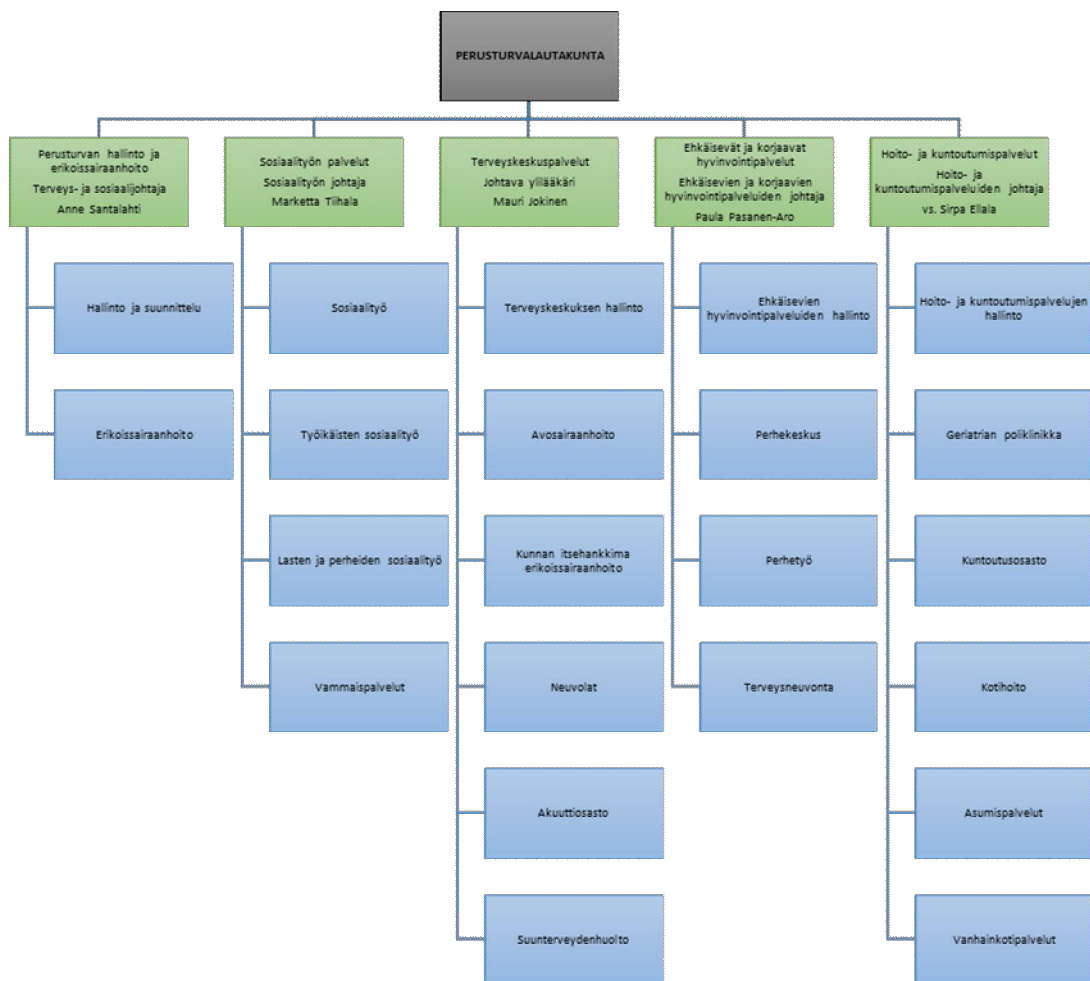 PERUSTURVALAUTAKUNTA
Perusturvan hallinto ja
erikoissairaanhoito
Terveys- ja sosiaalijohtaja
Anne Santalahti
Hallinto ja suunnittelu
Erikoissairaanhoito
Sosiaalityön palvelut
Sosiaalityön johtaja
Marketta Tiihala
Sosiaalityö
Työikäisten sosiaalityö
Lasten ja perheiden sosiaalityö
Vammaispalvelut
Terveyskeskuspalvelut
Johtava ylilääkäri
Mauri Jokinen
Terveyskeskuksen hallinto
Avosairaanhoito
Kunnan itsehankkima
erikoissairaanhoito
Neuvolat
Akuuttiosasto
Suunterveydenhuolto
Ehkäisevät ja korjaavat
hyvinvointipalvelut
Ehkäisevien ja korjaavien
hyvinvointipalveluiden johtaja
Paula Pasanen-Aro
Ehkäisevien
hyvinvointipalveluiden hallinto
Perhekeskus
Perhetyö
Terveysneuvonta
Hoito- ja kuntoutumispalvelut
Hoito- ja
kuntoutumispalveluiden johtaja
vs. Sirpa Ellala
Hoito- ja kuntoutumispalvelujen
hallinto
Geriatrian poliklinikka
Kuntoutusosasto
Kotihoito
Asumispalvelut
Vanhainkotipalvelut